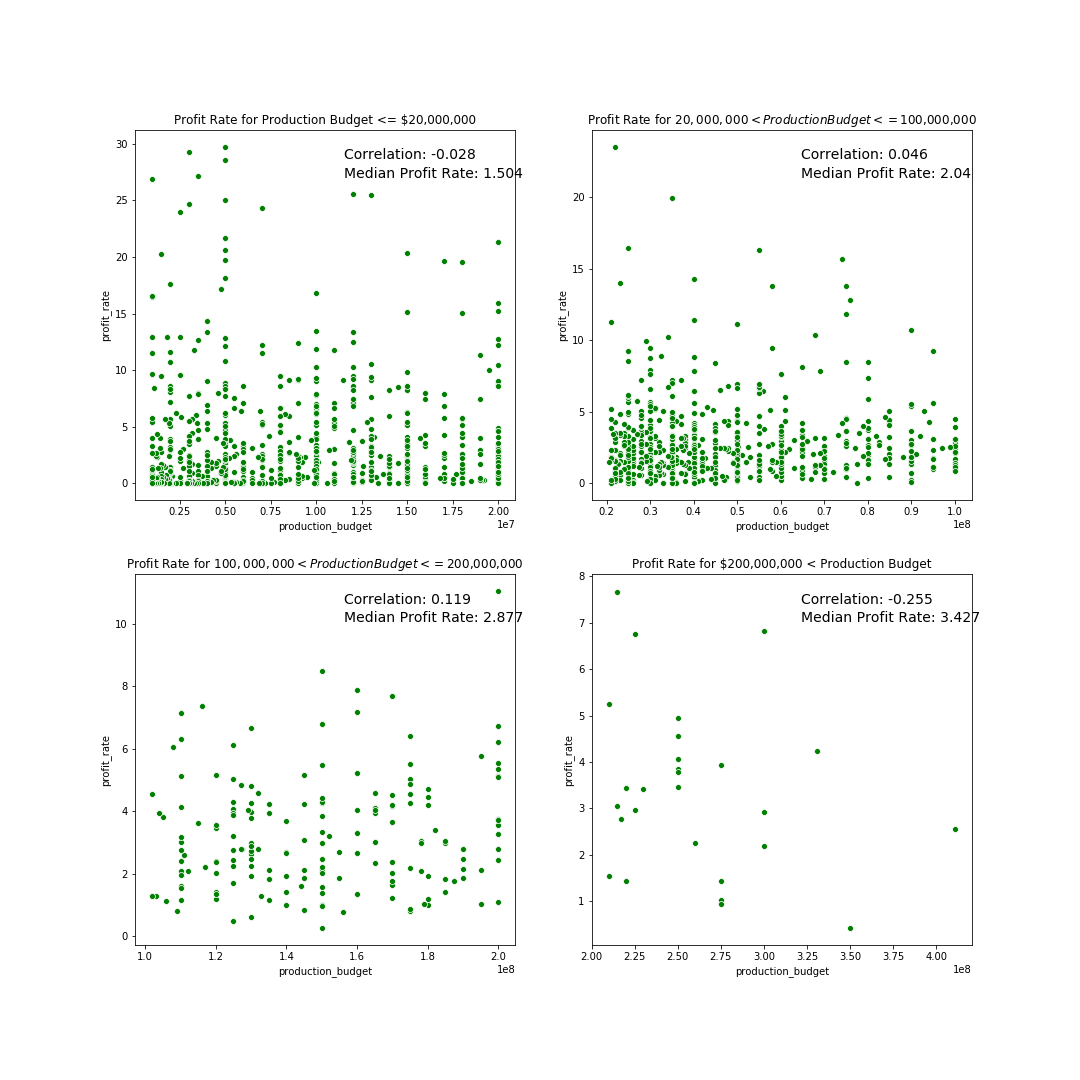 Profit Rate for Production Budget <= $20,000,000
Correlation: -0.028
Median Profit Rate: 1.504
30
25
20
15
10
5
0
profit_rate
0.25 0.50 0.75 1.00 1.25 1.50 1.75 2.00
1e7
production_budget
Profit Rate for 20,000,000<ProductionBudget<=100,000,000
Correlation: 0.046
Median Profit Rate: 2.04
20
15
10
5
0
profit_rate
0.2 0.3 0.4 0.5 0.6 0.7 0.8 0.9 1.0
1e8
production_budget
Profit Rate for 100,000,000<ProductionBudget<=200,000,000
Correlation: 0.119
Median Profit Rate: 2.877
10
8
6
4
2
0
profit_rate
1.0 1.2 1.4 1.6 1.8 2.0
1e8
production_budget
Profit Rate for $200,000,000 < Production Budget
Correlation: -0.255
Median Profit Rate: 3.427
8
7
6
5
4
3
2
1
profit_rate
2.00 2.25 2.50 2.75 3.00 3.25 3.50 3.75 4.00
1e8
production_budget